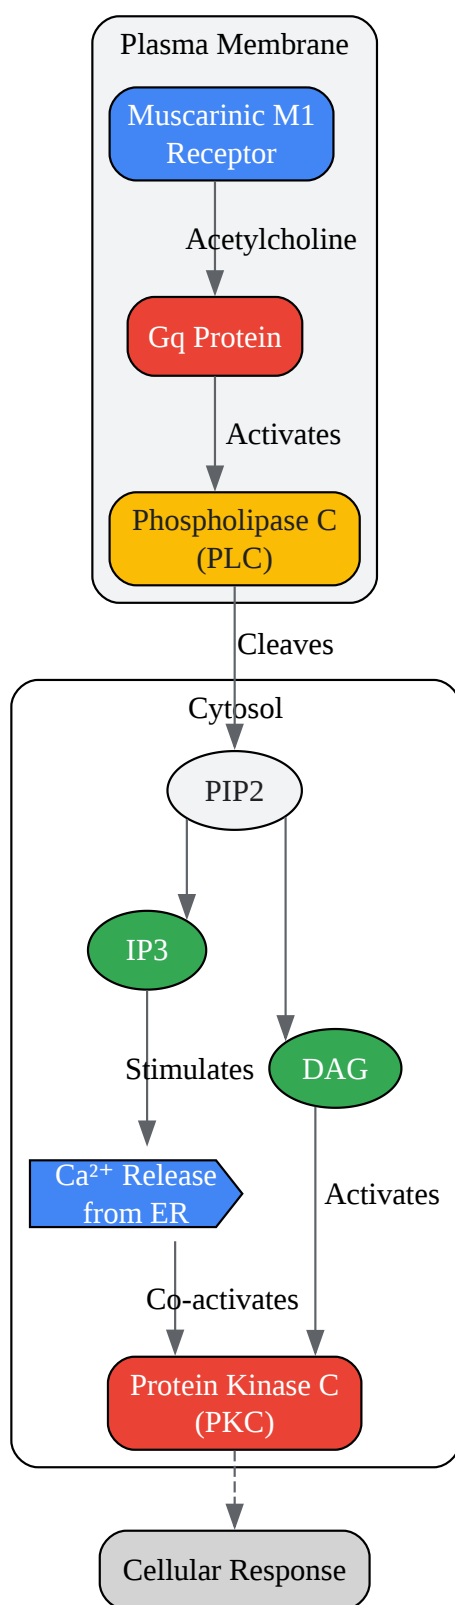 Plasma Membrane
Muscarinic M1
Receptor
Acetylcholine
Gq Protein
Activates
Phospholipase C
(PLC)
Cleaves
Cytosol
PIP2
IP3
Stimulates
DAG
Ca²⁺ Release
from ER
Activates
Co-activates
Protein Kinase C
(PKC)
Cellular Response